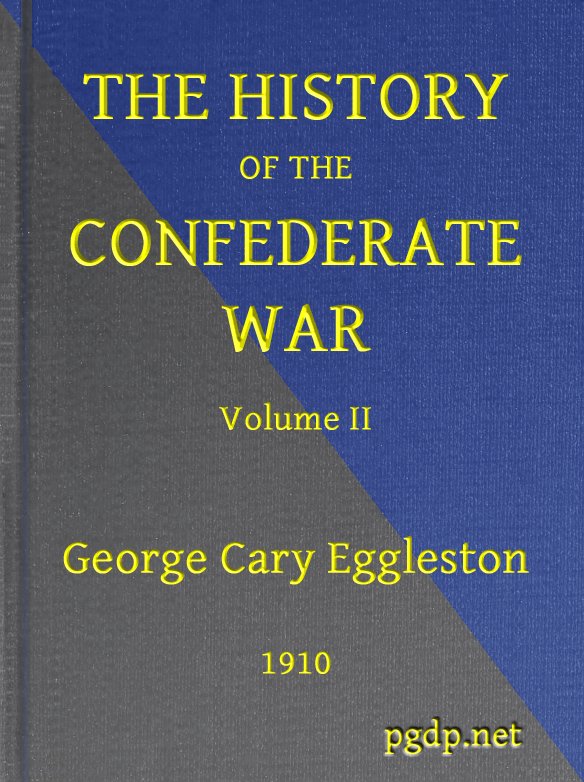 THE HISTORY
OF THE
CONFEDERATE
WAR
Volume II
George Cary Eggleston
1910
pgdp.net